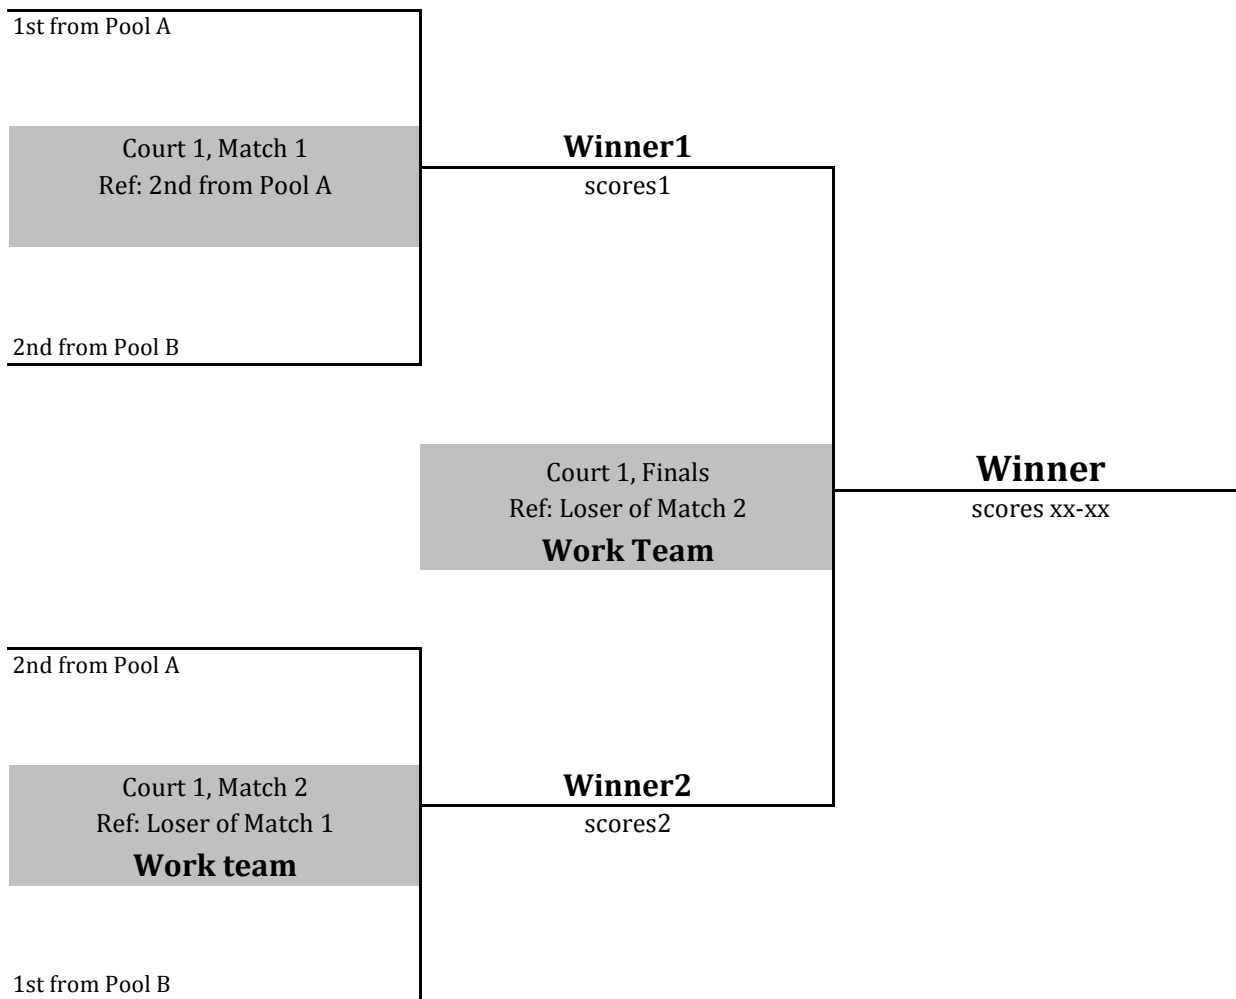 1st from Pool A
Court 1, Match 1
Ref: 2nd from Pool A
Winner1
scores1
2nd from Pool B
Court 1, Finals
Ref: Loser of Match 2
Work Team
Winner
scores xx-xx
2nd from Pool A
Court 1, Match 2
Ref: Loser of Match 1
Work team
Winner2
scores2
1st from Pool B